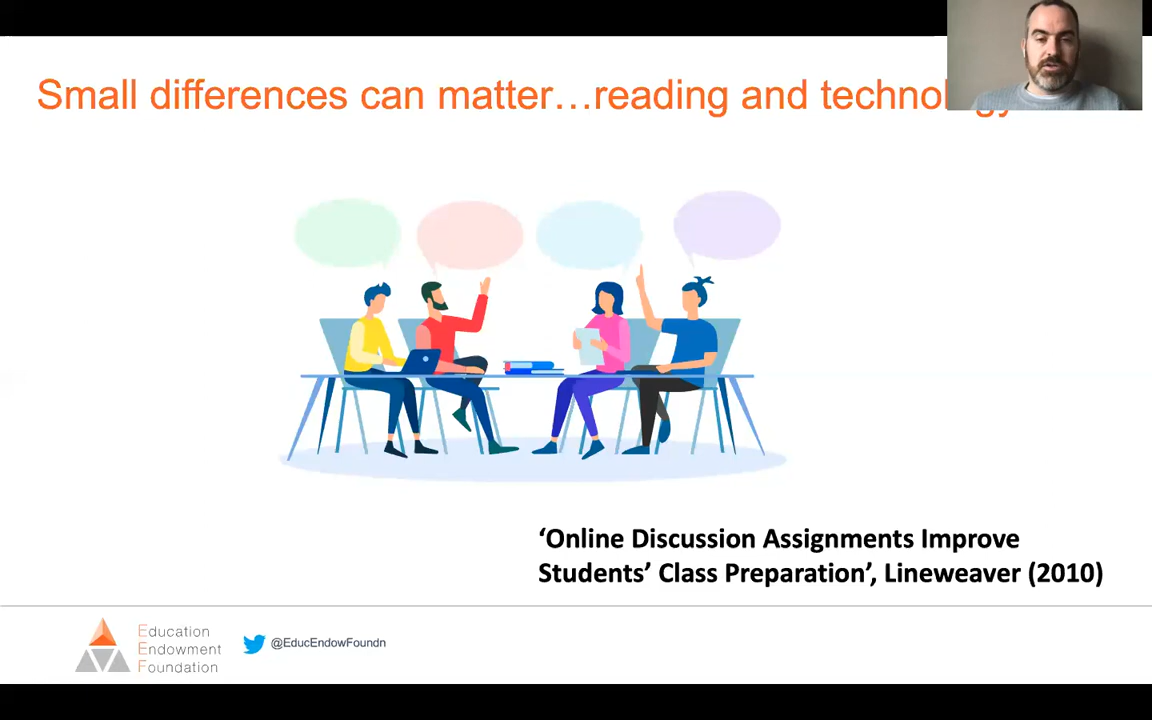 Small differences can matter…reading and technology
‘Online Discussion Assignments Improve
Students’ Class Preparation’, Lineweaver (2010)
Education
Endowment
Foundation
@EducEndowFoundn